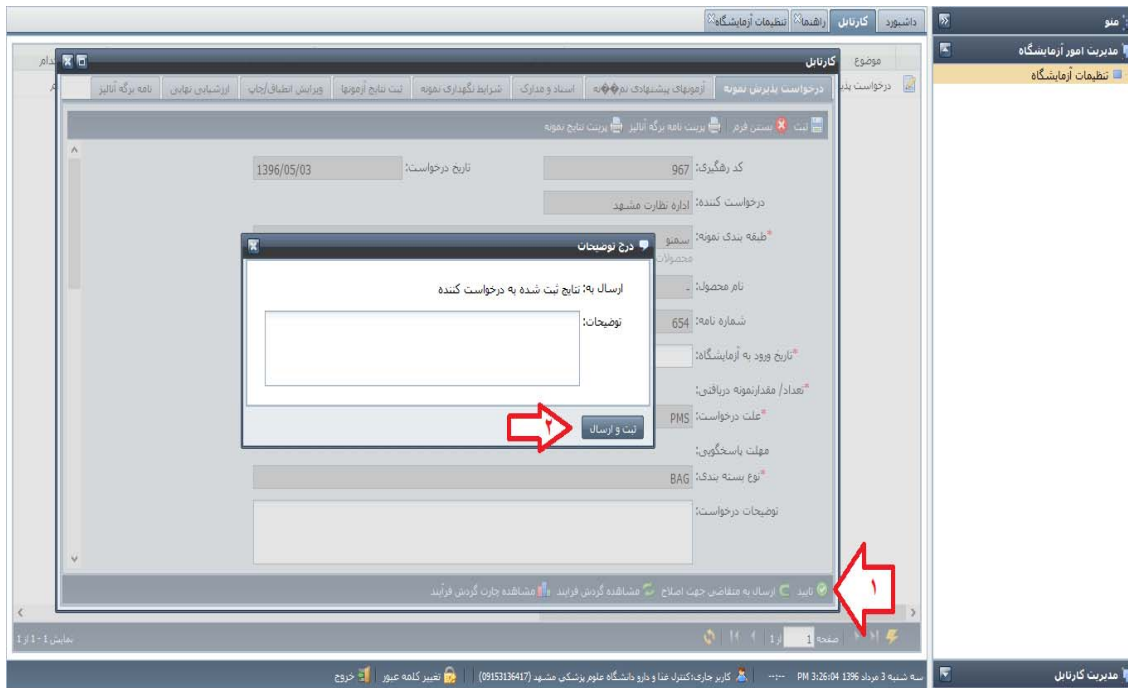 منو
داشبورد کارتابل راهنما تنظیمات آزمایشگاه
مدیریت امور آزمایشگاه
تنظیمات آزمایشگاه
موضوع
کارتابل
درخواست پذیرش نمونه آزمونهای پیشنهادی نم��نه اسناد و مدارک شرایط نگهداری نمونه ثبت نتایج آزمونها ویرایش انطباق/چاپ ارزشیابی نهایی نامه برگه آنالیز
ثبت بستن فرم پرینت نامه برگه آنالیز پرینت نتایج نمونه
کد رهگیری: 967 تاریخ درخواست: 1396/05/03
درخواست کننده: اداره نظارت مشهد
*طبقه بندی نمونه: سمنو
محصولات
نام محصول: -
شماره نامه: 654
*تاریخ ورود به آزمایشگاه:
*تعداد/ مقدارنمونه دریافتی:
*علت درخواست: PMS
مهلت پاسخگویی:
*نوع بسته بندی: BAG
توضیحات درخواست:
درج توضیحات
ارسال به: نتایج ثبت شده به درخواست کننده
توضیحات:
ثبت و ارسال
۲
۱
تایید ارسال به متقاضی جهت اصلاح مشاهده گردش فرایند مشاهده چارت گردش فرآیند
صفحه 1 از 1
نمایش 1 - 1 از 1
مدیریت کارتابل
سه شنبه 3 مرداد 1396 3:26:04 PM --:-- کاربر جاری: کنترل غذا و دارو دانشگاه علوم پزشکی مشهد (09153136417) تغییر کلمه عبور خروج